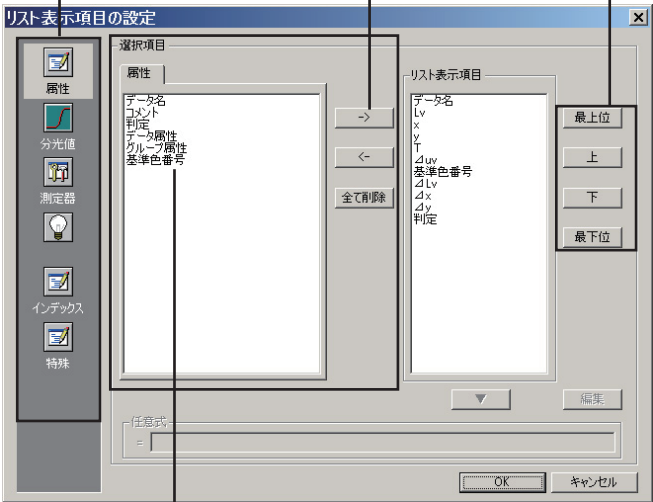 リスト表示項目の設定
属性
分光値
測定器
インデックス
特殊
選択項目
属性
データ名
コメント
判定
データ属性
グループ属性
基準色番号
->
<-
全て削除
リスト表示項目
データ名
Lv
x
y
T
⊿uv
基準色番号
⊿Lv
⊿x
⊿y
判定
最上位
上
下
最下位
▼
編集
任意式
=
OK
キャンセル